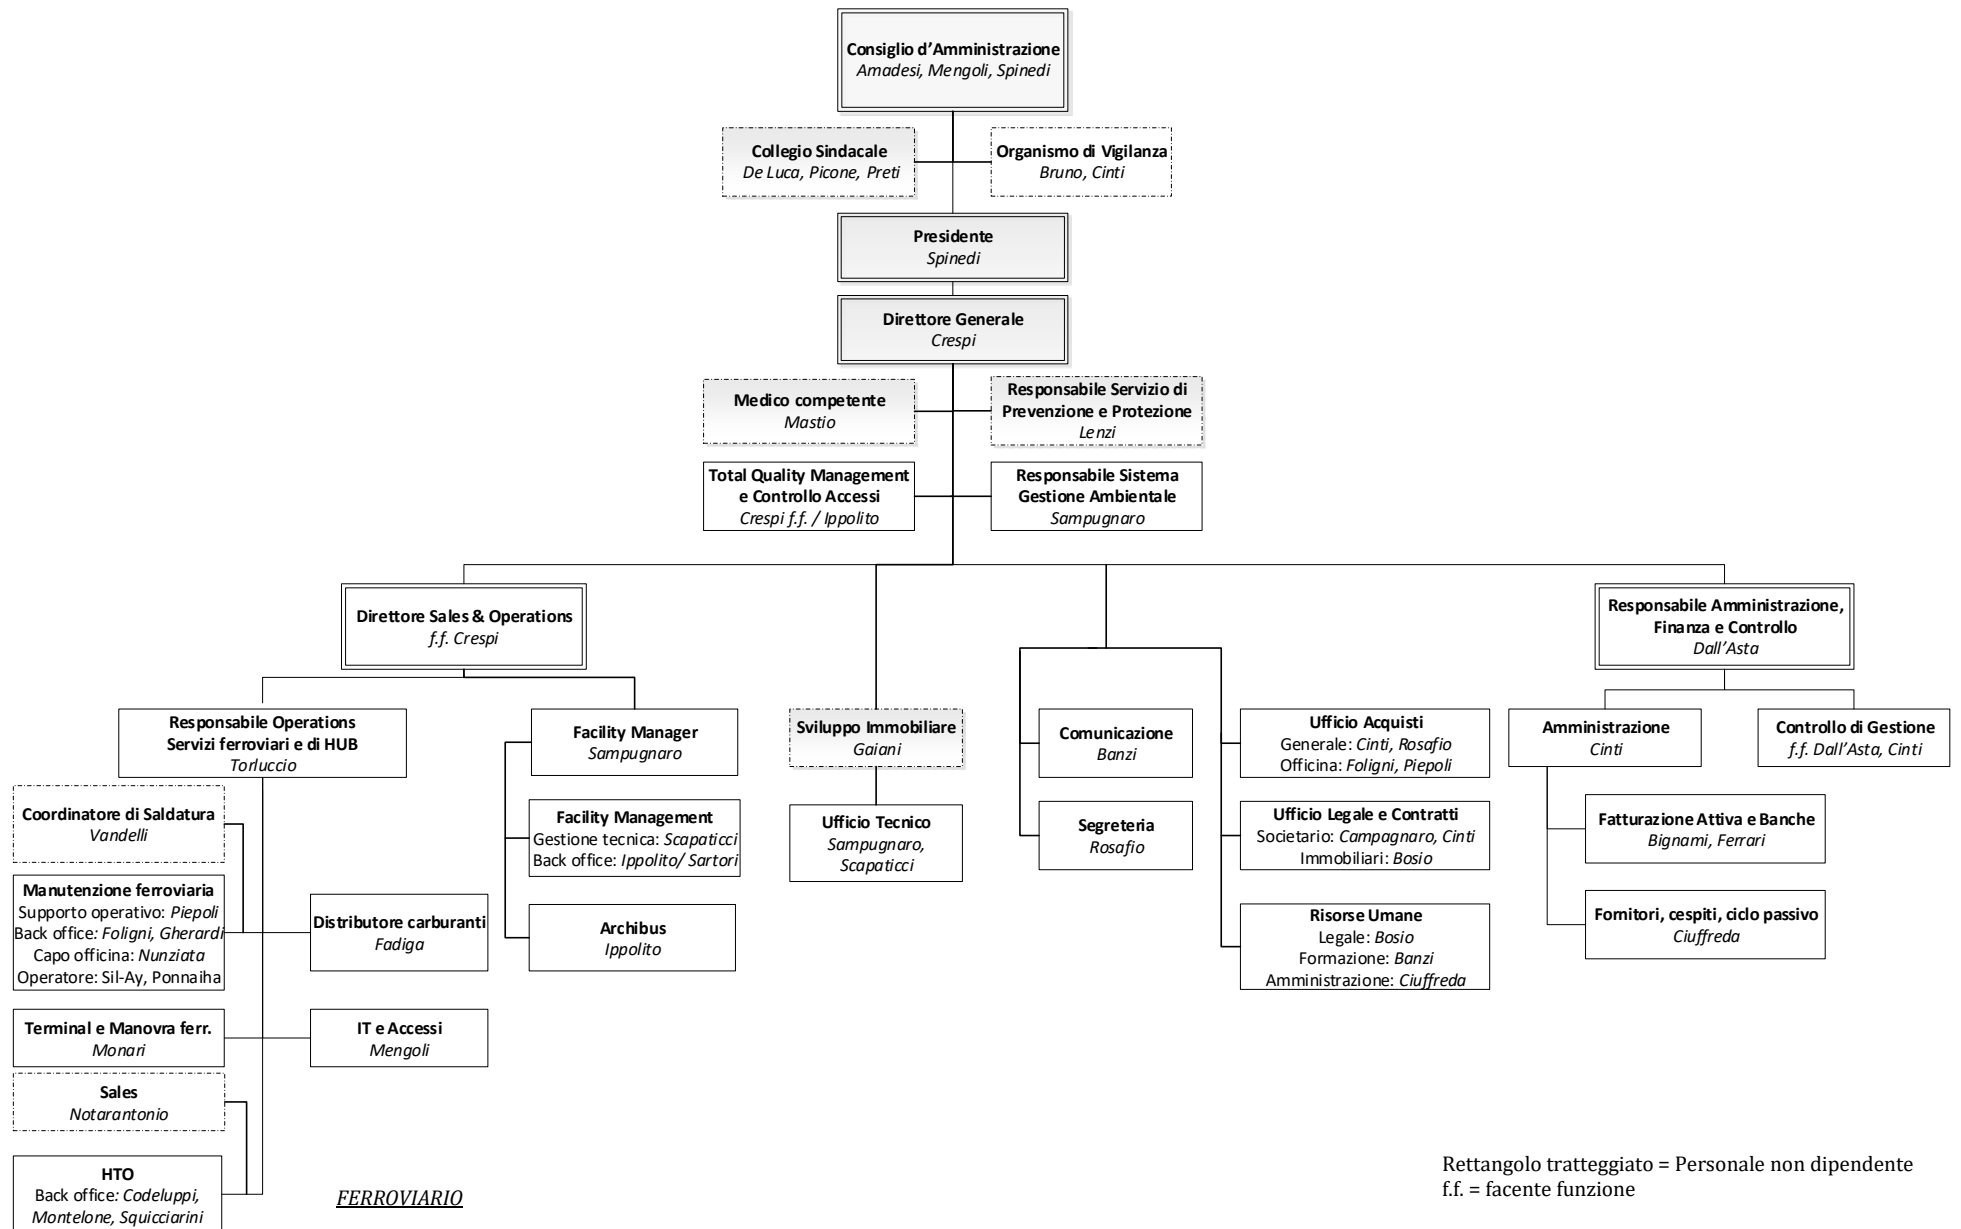 Consiglio d’Amministrazione
Amadesi, Mengoli, Spinedi
Collegio Sindacale
De Luca, Picone, Preti
Organismo di Vigilanza
Bruno, Cinti
Presidente
Spinedi
Direttore Generale
Crespi
Medico competente
Mastio
Responsabile Servizio di
Prevenzione e Protezione
Lenzi
Total Quality Management
e Controllo Accessi
Crespi f.f. / Ippolito
Responsabile Sistema
Gestione Ambientale
Sampugnaro
Direttore Sales & Operations
f.f. Crespi
Responsabile Amministrazione,
Finanza e Controllo
Dall’Asta
Responsabile Operations
Servizi ferroviari e di HUB
Torluccio
Facility Manager
Sampugnaro
Sviluppo Immobiliare
Gaiani
Comunicazione
Banzi
Ufficio Acquisti
Generale: Cinti, Rosafio
Officina: Foligni, Piepoli
Amministrazione
Cinti
Controllo di Gestione
f.f. Dall’Asta, Cinti
Coordinatore di Saldatura
Vandelli
Facility Management
Gestione tecnica: Scapaticci
Back office: Ippolito/ Sartori
Ufficio Tecnico
Sampugnaro,
Scapaticci
Segreteria
Rosafio
Ufficio Legale e Contratti
Societario: Campagnaro, Cinti
Immobiliari: Bosio
Fatturazione Attiva e Banche
Bignami, Ferrari
Manutenzione ferroviaria
Supporto operativo: Piepoli
Back office: Foligni, Gherardi
Capo officina: Nunziata
Operatore: Sil-Ay, Ponnaiha
Distributore carburanti
Fadiga
Archibus
Ippolito
Risorse Umane
Legale: Bosio
Formazione: Banzi
Amministrazione: Ciuffreda
Fornitori, cespiti, ciclo passivo
Ciuffreda
Terminal e Manovra ferr.
Monari
IT e Accessi
Mengoli
Sales
Notarantonio
HTO
Back office: Codeluppi,
Montelone, Squicciarini
FERROVIARIO
Rettangolo tratteggiato = Personale non dipendente
f.f. = facente funzione